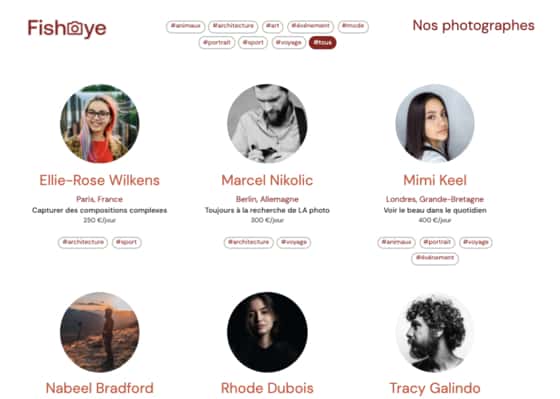 FishEye
#animaux #architecture #art #événement #mode
#portrait #sport #voyage #tous
Nos photographes
Ellie-Rose Wilkens
Paris, France
Capturer des compositions complexes
250 €/jour
#architecture #sport
Marcel Nikolic
Berlin, Allemagne
Toujours à la recherche de LA photo
300 €/jour
#architecture #voyage
Mimi Keel
Londres, Grande-Bretagne
Voir le beau dans le quotidien
400 €/jour
#animaux #portrait #voyage
#événement
Nabeel Bradford
Rhode Dubois
Tracy Galindo